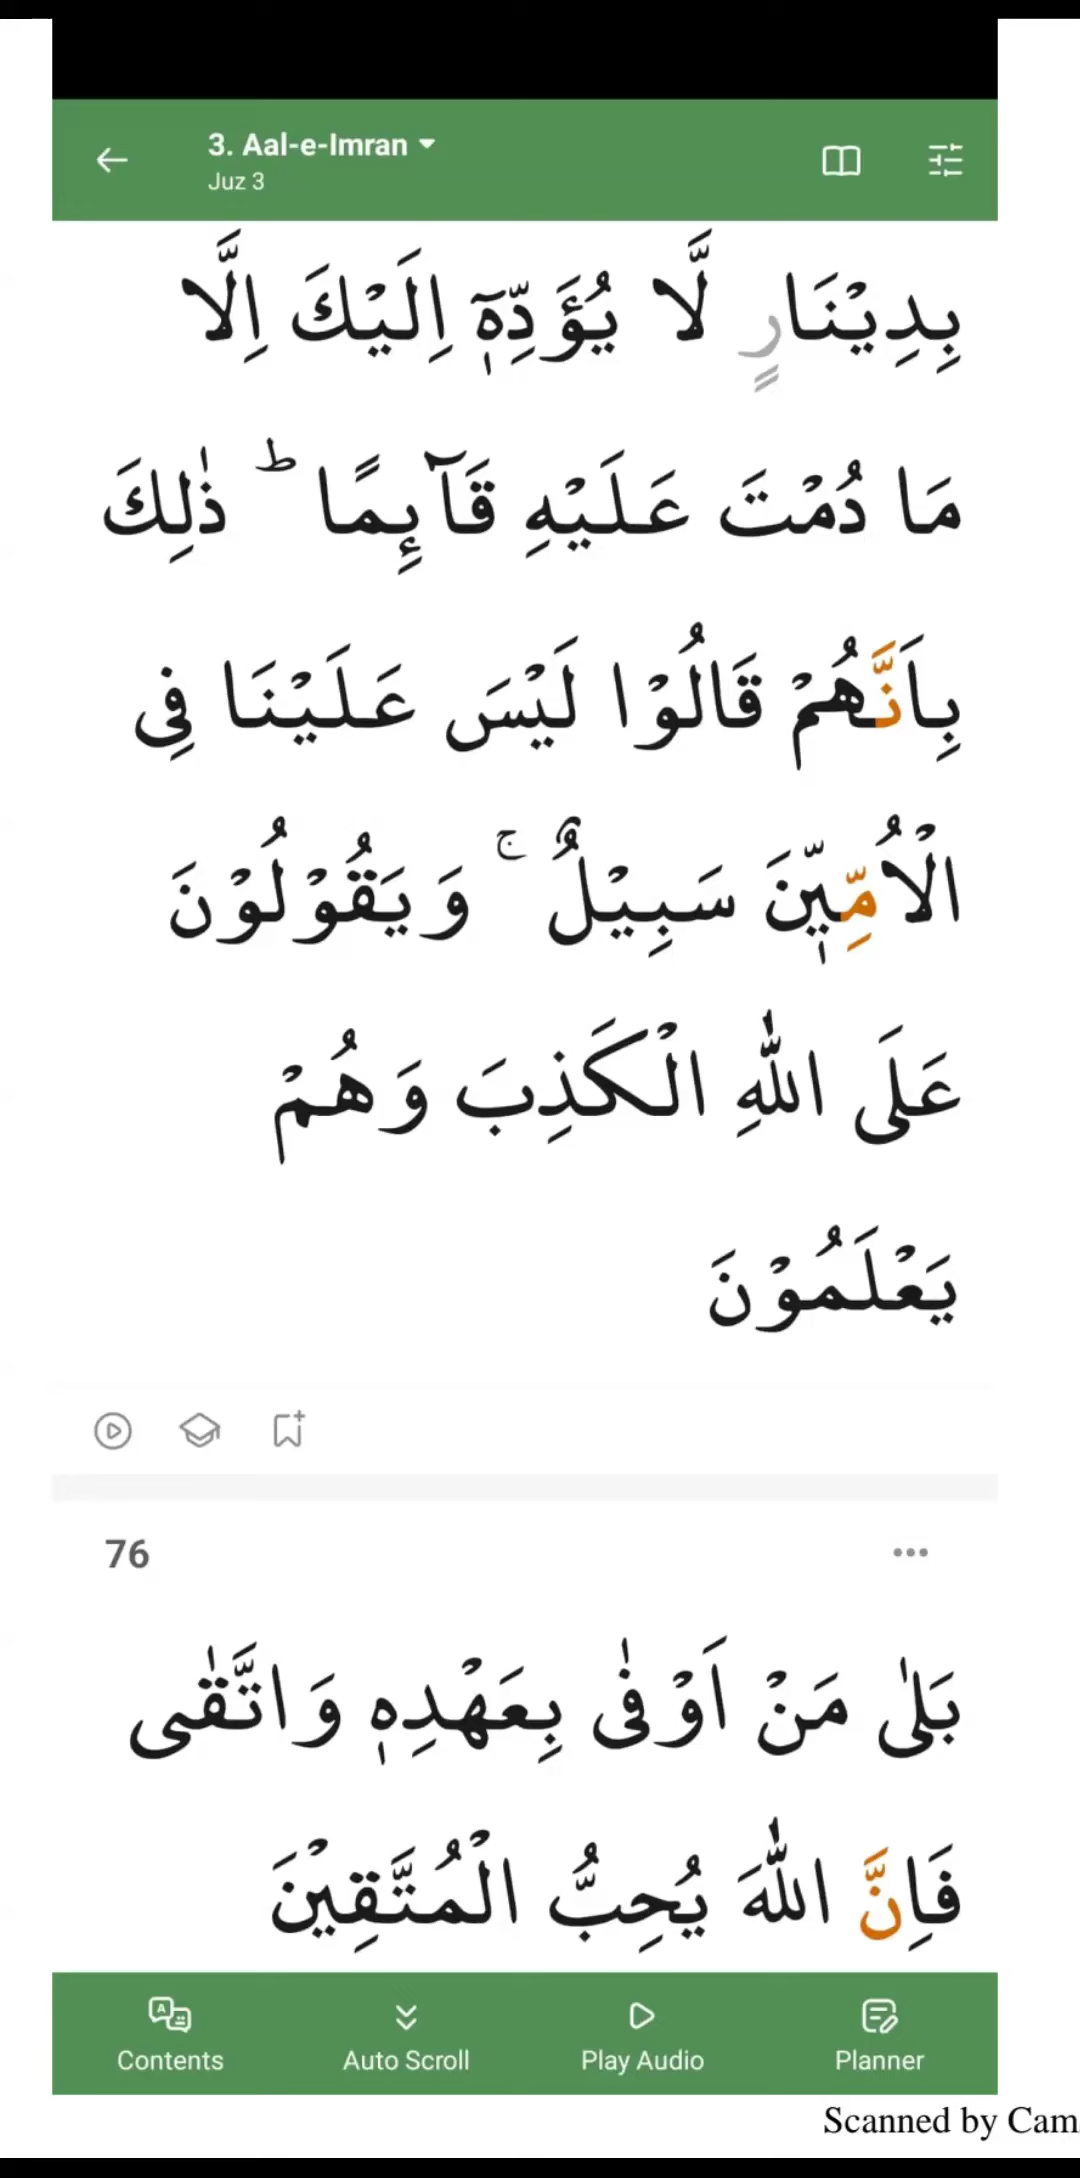 3. Aal-e-Imran
Juz 3
بِدِيۡنَارٍ لَّا يُؤَدِّهٖۤ اِلَيۡكَ اِلَّا
مَا دُمۡتَ عَلَيۡهِ قَآٮِٕمًا ؕ ذٰلِكَ
بِاَنَّهُمۡ قَالُوۡا لَيۡسَ عَلَيۡنَا فِى
الۡاُمِّيّٖنَ سَبِيۡلٌۚ وَيَقُوۡلُوۡنَ
عَلَى اللّٰهِ الۡكَذِبَ وَهُمۡ
يَعۡلَمُوۡنَ
76
بَلٰى مَنۡ اَوۡفٰى بِعَهۡدِهٖ وَاتَّقٰى
فَاِنَّ اللّٰهَ يُحِبُّ الۡمُتَّقِيۡنَ
Contents Auto Scroll Play Audio Planner
Scanned by Cam